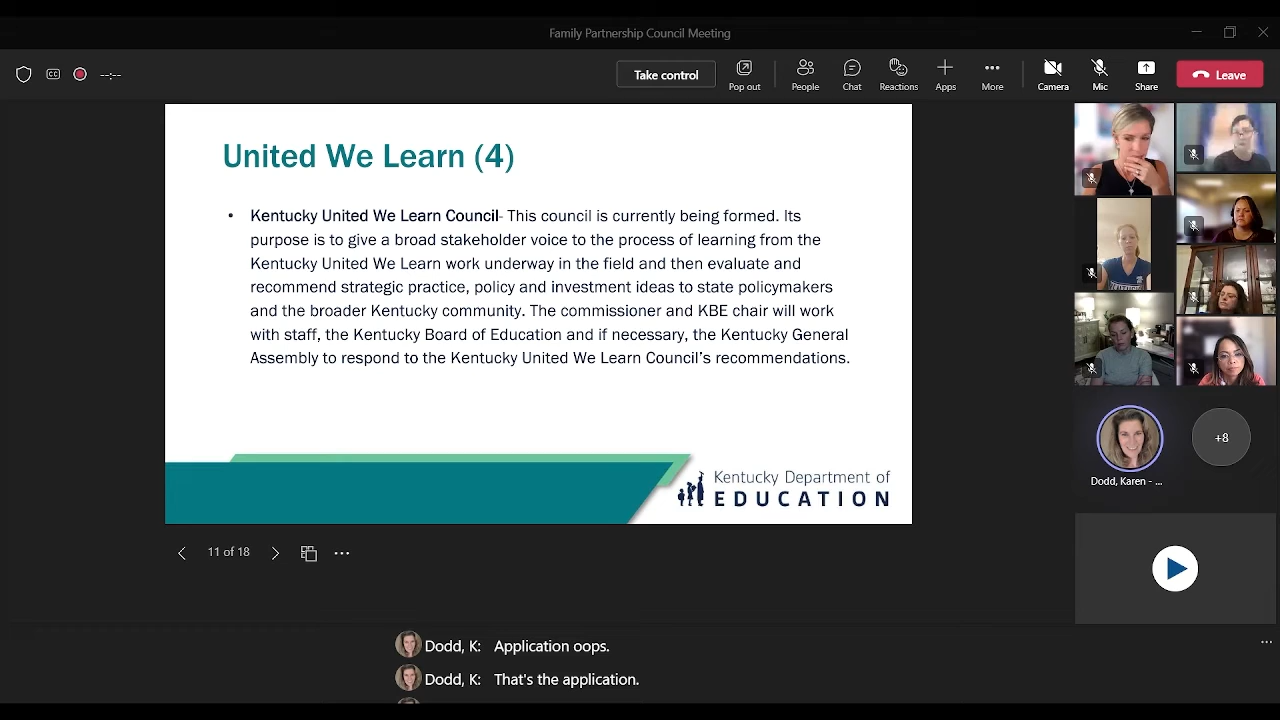 Family Partnership Council Meeting
CC
--:--
Take control
Pop out
People
Chat
Reactions
Apps
More
Camera
Mic
Share
Leave
United We Learn (4)
• Kentucky United We Learn Council- This council is currently being formed. Its
purpose is to give a broad stakeholder voice to the process of learning from the
Kentucky United We Learn work underway in the field and then evaluate and
recommend strategic practice, policy and investment ideas to state policymakers
and the broader Kentucky community. The commissioner and KBE chair will work
with staff, the Kentucky Board of Education and if necessary, the Kentucky General
Assembly to respond to the Kentucky United We Learn Council's recommendations.
Kentucky Department of
EDUCATION
+8
Dodd, Karen - ...
11 of 18
Dodd, K: Application oops.
Dodd, K: That's the application.